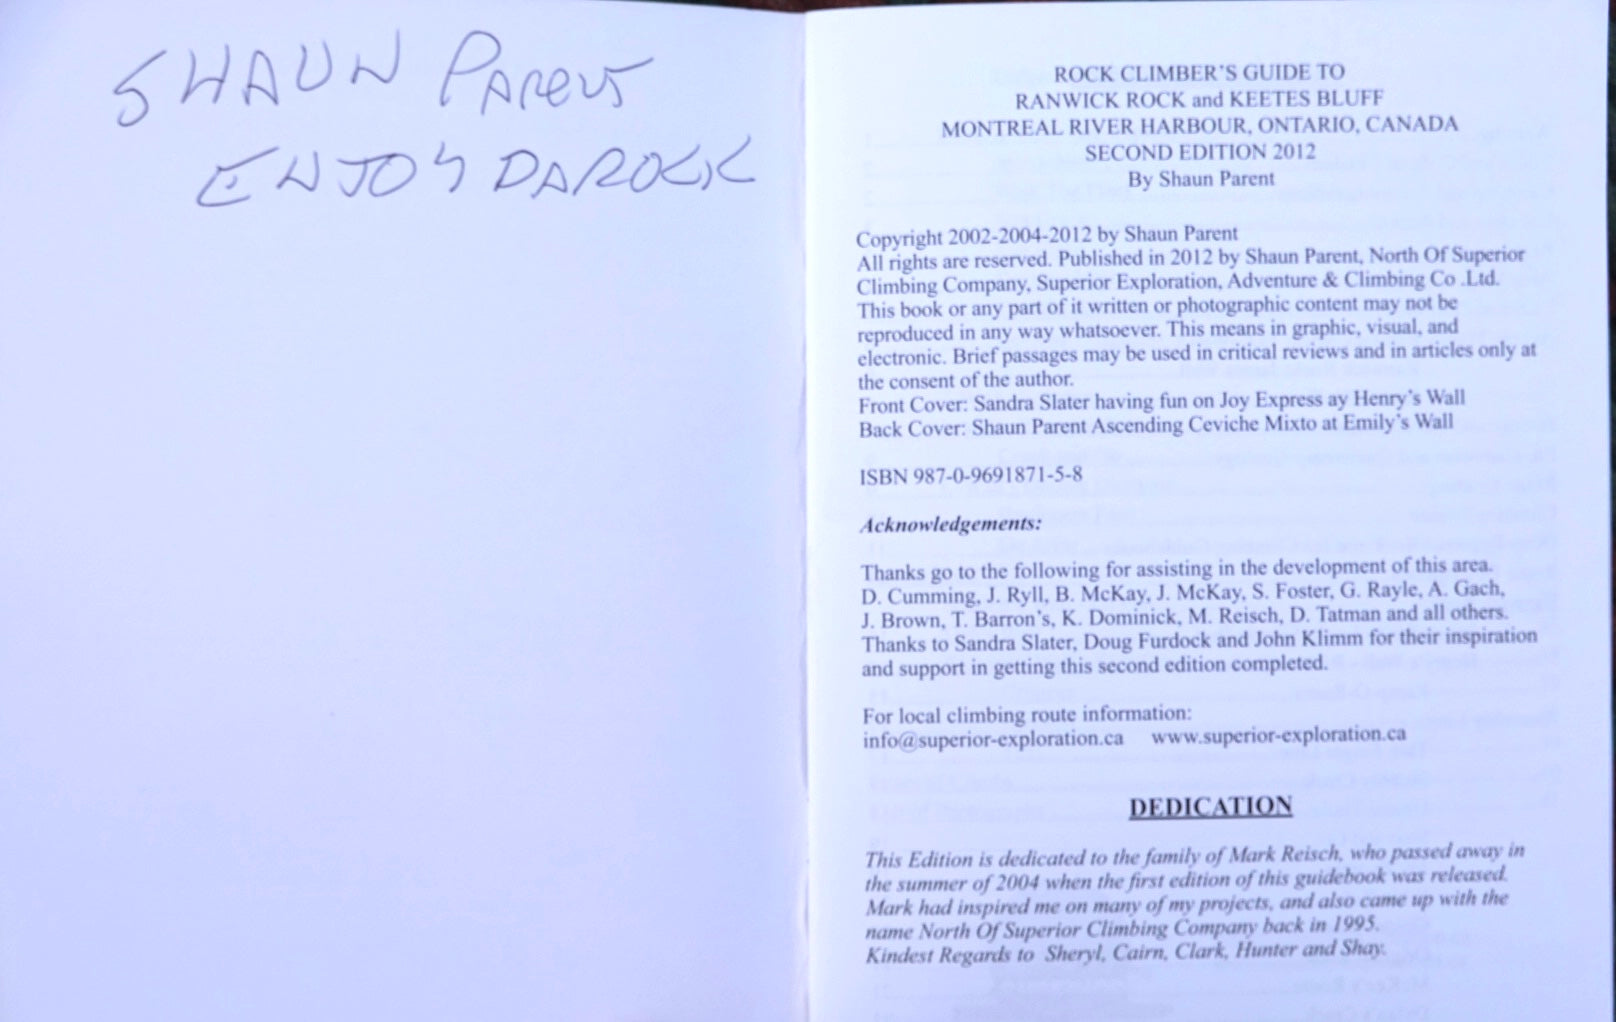 SHAUN PARENT
ENJOY DAROCK
ROCK CLIMBER'S GUIDE TO
RANWICK ROCK and KEETES BLUFF
MONTREAL RIVER HARBOUR, ONTARIO, CANADA
SECOND EDITION 2012
By Shaun Parent
Copyright 2002-2004-2012 by Shaun Parent
All rights are reserved. Published in 2012 by Shaun Parent, North Of Superior
Climbing Company, Superior Exploration, Adventure & Climbing Co .Ltd.
This book or any part of it written or photographic content may not be
reproduced in any way whatsoever. This means in graphic, visual, and
electronic. Brief passages may be used in critical reviews and in articles only at
the consent of the author.
Front Cover: Sandra Slater having fun on Joy Express ay Henry's Wall
Back Cover: Shaun Parent Ascending Ceviche Mixto at Emily's Wall
ISBN 987-0-9691871-5-8
Acknowledgements:
Thanks go to the following for assisting in the development of this area.
D. Cumming, J. Ryll, B. McKay, J. McKay, S. Foster, G. Rayle, A. Gach,
J. Brown, T. Barron's, K. Dominick, M. Reisch, D. Tatman and all others.
Thanks to Sandra Slater, Doug Furdock and John Klimm for their inspiration
and support in getting this second edition completed.
For local climbing route information:
info@superior-exploration.ca www.superior-exploration.ca
DEDICATION
This Edition is dedicated to the family of Mark Reisch, who passed away in
the summer of 2004 when the first edition of this guidebook was released.
Mark had inspired me on many of my projects, and also came up with the
name North Of Superior Climbing Company back in 1995.
Kindest Regards to Sheryl, Cairn, Clark, Hunter and Shay.